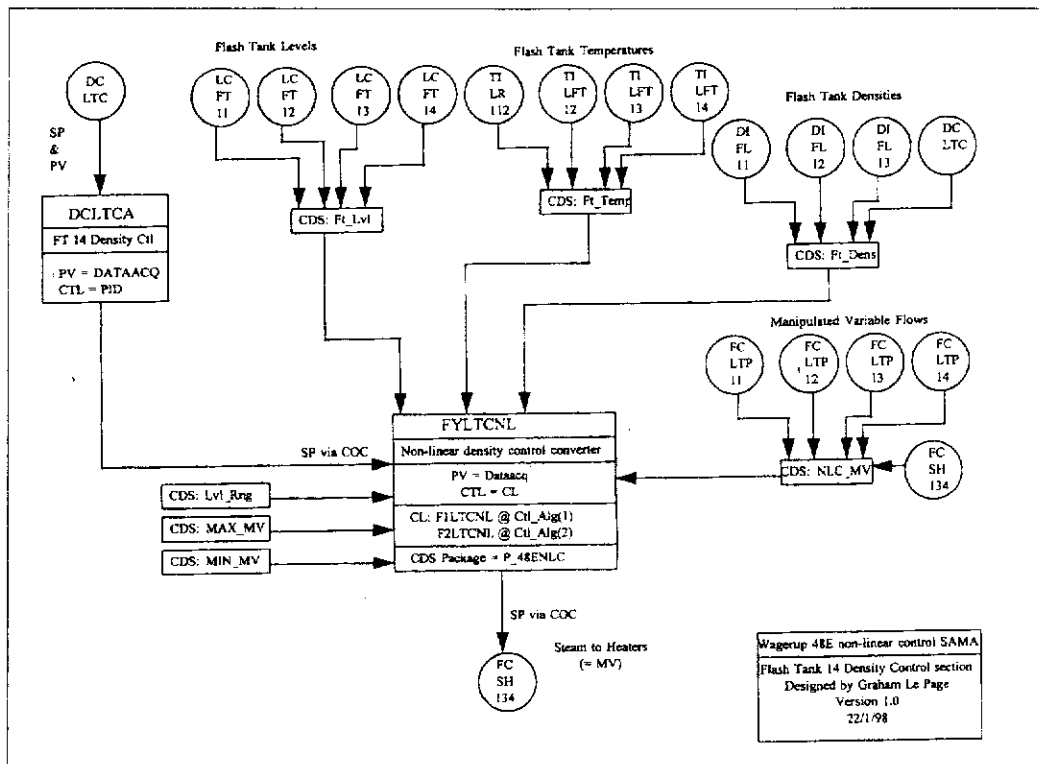 Flash Tank Levels
Flash Tank Temperatures
Flash Tank Densities
DC
LTC
LC
FT
11
LC
FT
12
LC
FT
13
LC
FT
14
TI
LR
112
TI
LFT
12
TI
LFT
13
TI
LFT
14
DI
FL
11
DI
FL
12
DI
FL
13
DC
LTC
SP
&
PV
CDS: Ft_Lvl
CDS: Ft_Temp
CDS: Ft_Dens
DCLTCA
FT 14 Density Ctl
PV = DATAACQ
CTL = PID
Manipulated Variable Flows
FC
LTP
11
FC
LTP
12
FC
LTP
13
FC
LTP
14
CDS: NLC_MV
FC
SH
134
SP via COC
CDS: Lvl_Rng
CDS: MAX_MV
CDS: MIN_MV
FYLTCNL
Non-linear density control converter
PV = Dataacq
CTL = CL
CL: F1LTCNL @ Ctl_Alg(1)
F2LTCNL @ Ctl_Alg(2)
CDS Package = P_48ENLC
SP via COC
FC
SH
134
Steam to Heaters
(= MV)
Wagerup 48E non-linear control SAMA
Flash Tank 14 Density Control section
Designed by Graham Le Page
Version 1.0
22/1/98